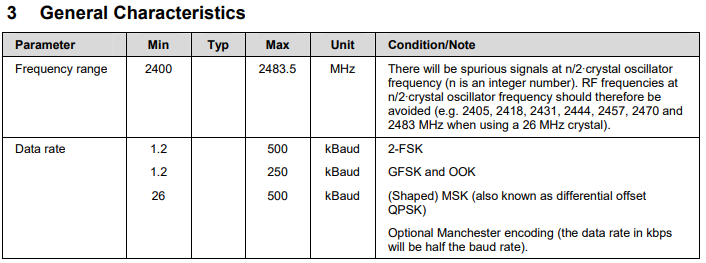 3 General Characteristics
Parameter Min Typ Max Unit Condition/Note
Frequency range 2400 2483.5 MHz There will be spurious signals at n/2·crystal oscillator
frequency (n is an integer number). RF frequencies at
n/2·crystal oscillator frequency should therefore be
avoided (e.g. 2405, 2418, 2431, 2444, 2457, 2470 and
2483 MHz when using a 26 MHz crystal).
Data rate 1.2 500 kBaud 2-FSK
1.2 250 kBaud GFSK and OOK
26 500 kBaud (Shaped) MSK (also known as differential offset
QPSK)
Optional Manchester encoding (the data rate in kbps
will be half the baud rate).